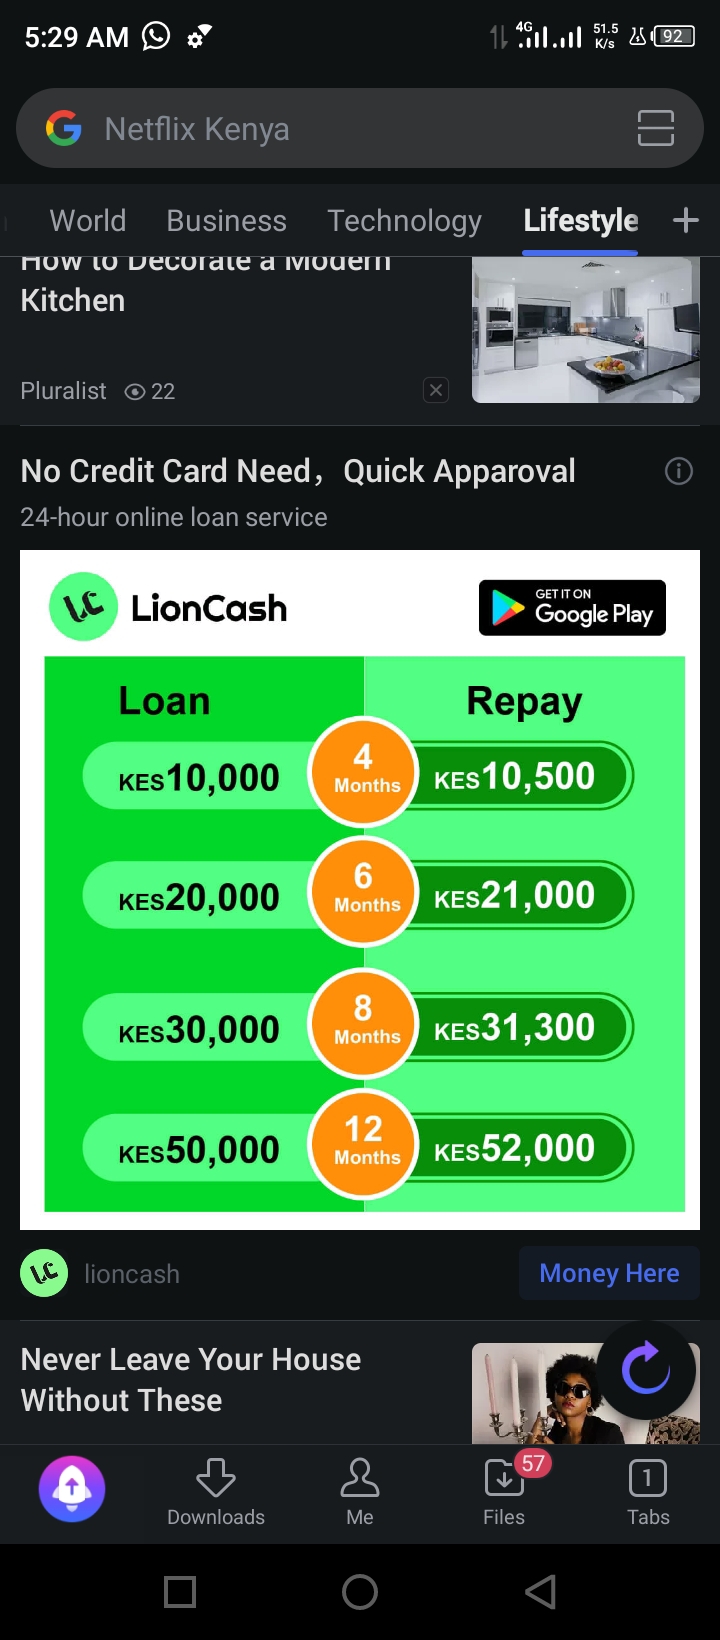 5:29 AM
4G
51.5
K/s
92
Netflix Kenya
World Business Technology Lifestyle +
How to Decorate a Modern
Kitchen
Pluralist 22
No Credit Card Need， Quick Apparoval
24-hour online loan service
LC LionCash
GET IT ON
Google Play
Loan Repay
KES10,000 4 Months KES10,500
KES20,000 6 Months KES21,000
KES30,000 8 Months KES31,300
KES50,000 12 Months KES52,000
LC lioncash Money Here
Never Leave Your House
Without These
57
1
Downloads Me Files Tabs